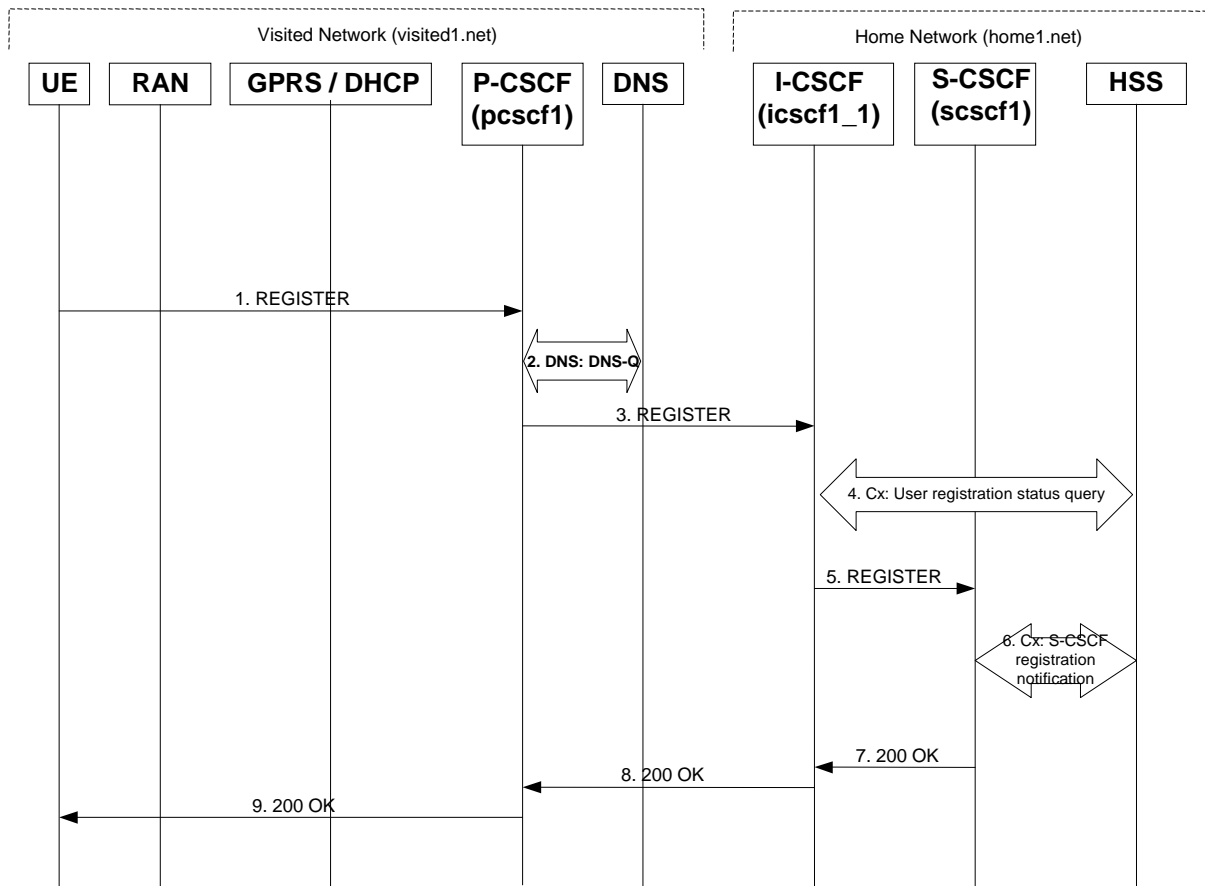 Visited Network (visited1.net)
Home Network (home1.net)
UE
RAN
GPRS / DHCP
P-CSCF
(pcscf1)
DNS
I-CSCF
(icscf1_1)
S-CSCF
(scscf1)
HSS
1. REGISTER
2. DNS: DNS-Q
3. REGISTER
4. Cx: User registration status query
5. REGISTER
6. Cx: S-CSCF
registration
notification
7. 200 OK
8. 200 OK
9. 200 OK